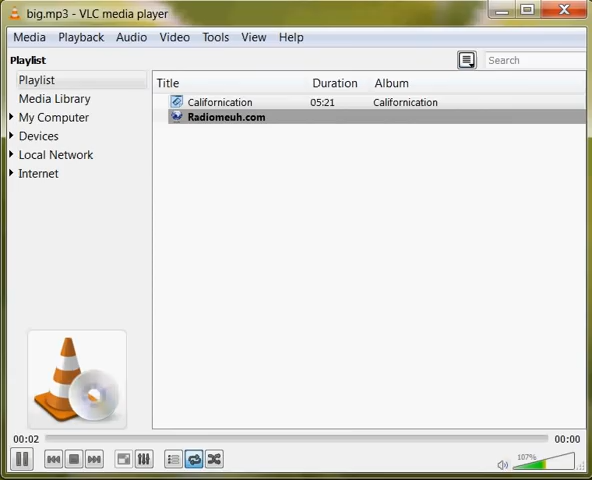 big.mp3 - VLC media player
Media Playback Audio Video Tools View Help
Playlist
Search
Playlist
Title Duration Album
Media Library
Californication 05:21 Californication
My Computer
Radiomeuh.com
Devices
Local Network
Internet
00:02
00:00
107%